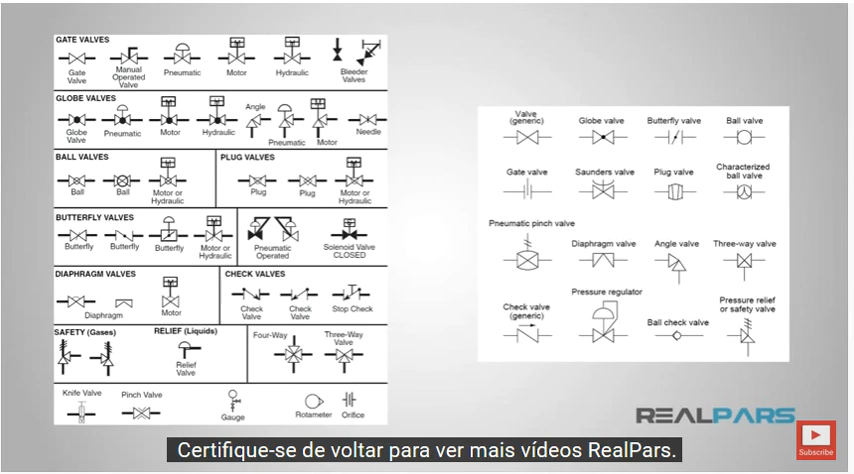 GATE VALVES
Gate
Valve
Manual
Operated
Valve
Pneumatic
Motor
Hydraulic
Bleeder
Valves
GLOBE VALVES
Globe
Valve
Pneumatic
Motor
Hydraulic
Angle
Pneumatic
Motor
Needle
BALL VALVES
Ball
Ball
Motor or
Hydraulic
PLUG VALVES
Plug
Plug
Motor or
Hydraulic
BUTTERFLY VALVES
Butterfly
Butterfly
Butterfly
Motor or
Hydraulic
Pneumatic
Operated
Solenoid Valve
CLOSED
DIAPHRAGM VALVES
Diaphragm
Motor
CHECK VALVES
Check
Valve
Check
Valve
Stop Check
SAFETY (Gases)
RELIEF (Liquids)
Relief
Valve
Four-Way
Three-Way
Valve
Knife Valve
Pinch Valve
Gauge
Rotameter
Orifice
Valve
(generic)
Globe valve
Butterfly valve
Ball valve
Gate valve
Saunders valve
Plug valve
Characterized
ball valve
Pneumatic pinch valve
Diaphragm valve
Angle valve
Three-way valve
Check valve
(generic)
Pressure regulator
Ball check valve
Pressure relief
or safety valve
REALPARS
Subscribe
Certifique-se de voltar para ver mais vídeos RealPars.